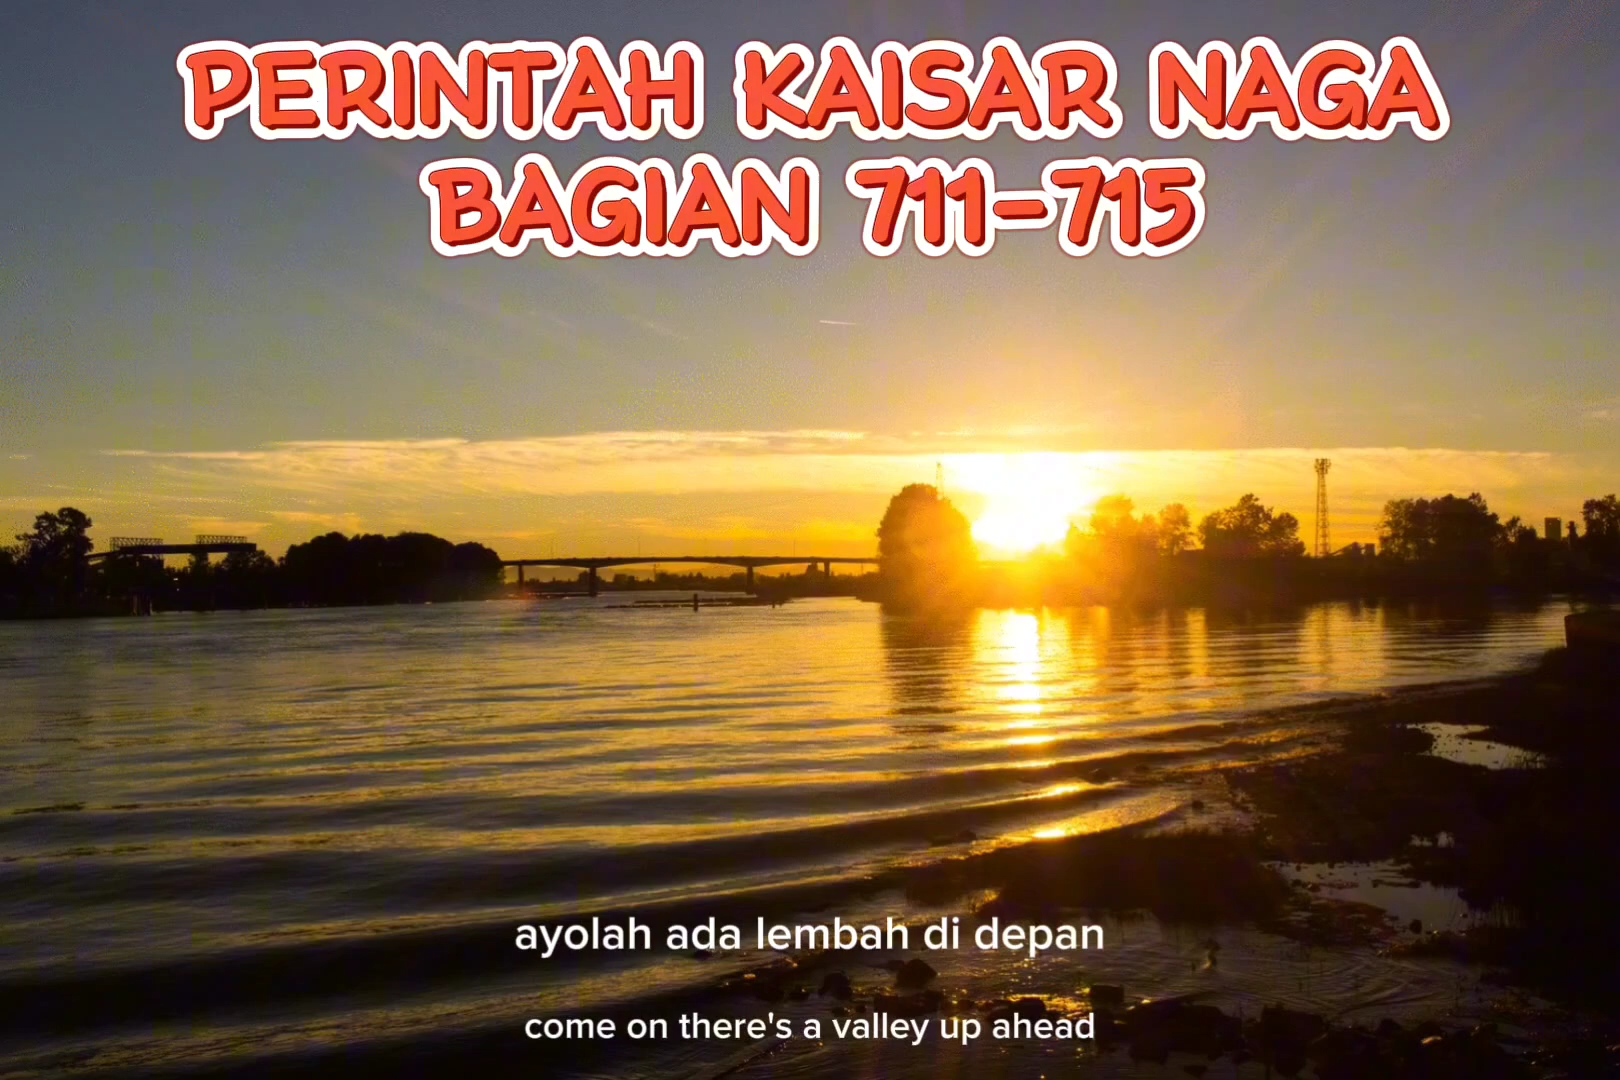 PERINTAH KAISAR NAGA
BAGIAN 711-715
ayolah ada lembah di depan
come on there's a valley up ahead